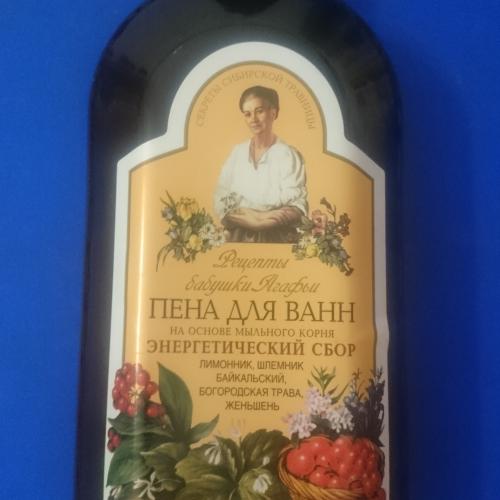 СЕКРЕТЫ СИБИРСКОЙ ТРАВНИЦЫ
Рецепты
бабушки Агафьи
ПЕНА ДЛЯ ВАНН
НА ОСНОВЕ МЫЛЬНОГО КОРНЯ
ЭНЕРГЕТИЧЕСКИЙ СБОР
ЛИМОННИК, ШЛЕМНИК
БАЙКАЛЬСКИЙ,
БОГОРОДСКАЯ ТРАВА,
ЖЕНЬШЕНЬ